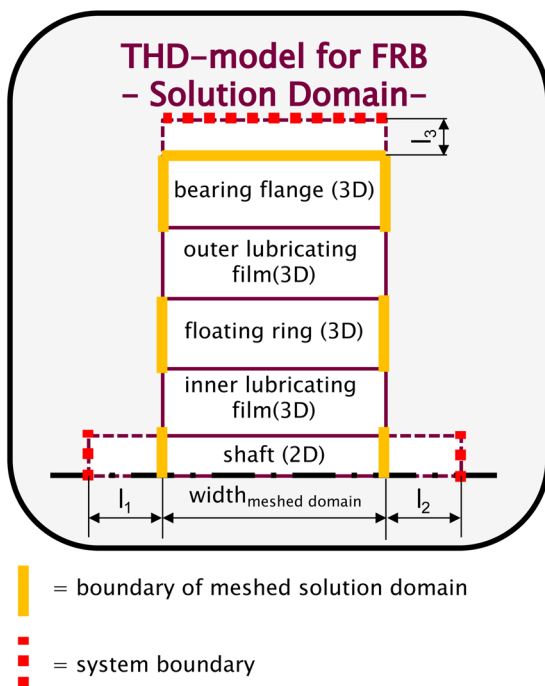 THD-model for FRB
- Solution Domain-
l3
bearing flange (3D)
outer lubricating
film(3D)
floating ring (3D)
inner lubricating
film(3D)
shaft (2D)
l1
widthmeshed domain
l2
= boundary of meshed solution domain
= system boundary